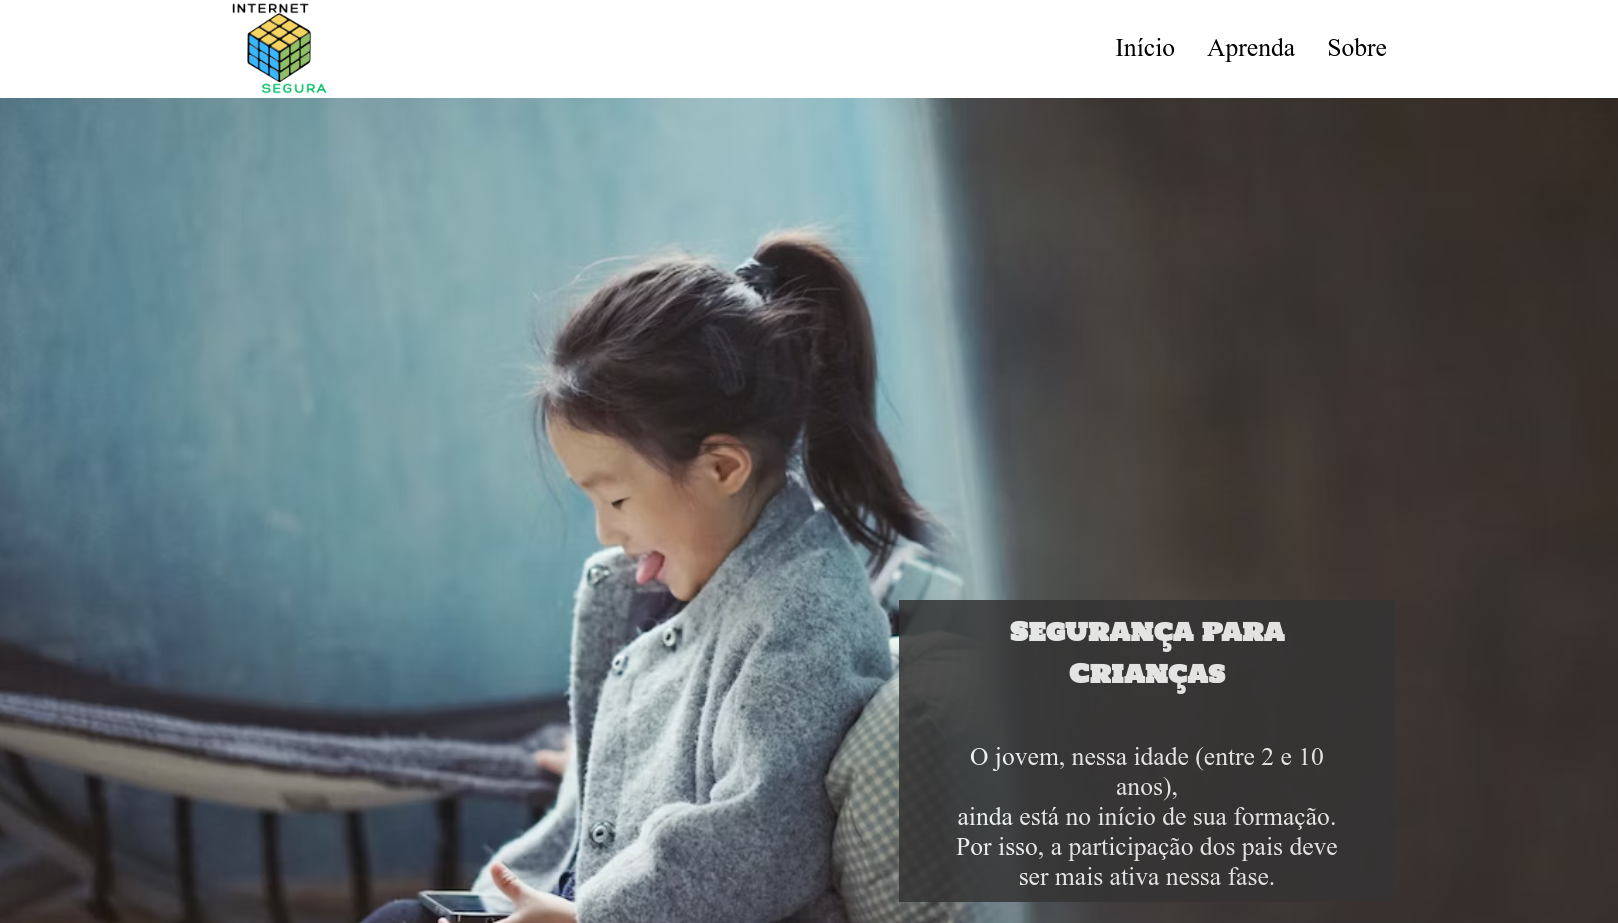 INTERNET
SEGURA
Início Aprenda Sobre
Segurança para
Crianças
O jovem, nessa idade (entre 2 e 10
anos),
ainda está no início de sua formação.
Por isso, a participação dos pais deve
ser mais ativa nessa fase.